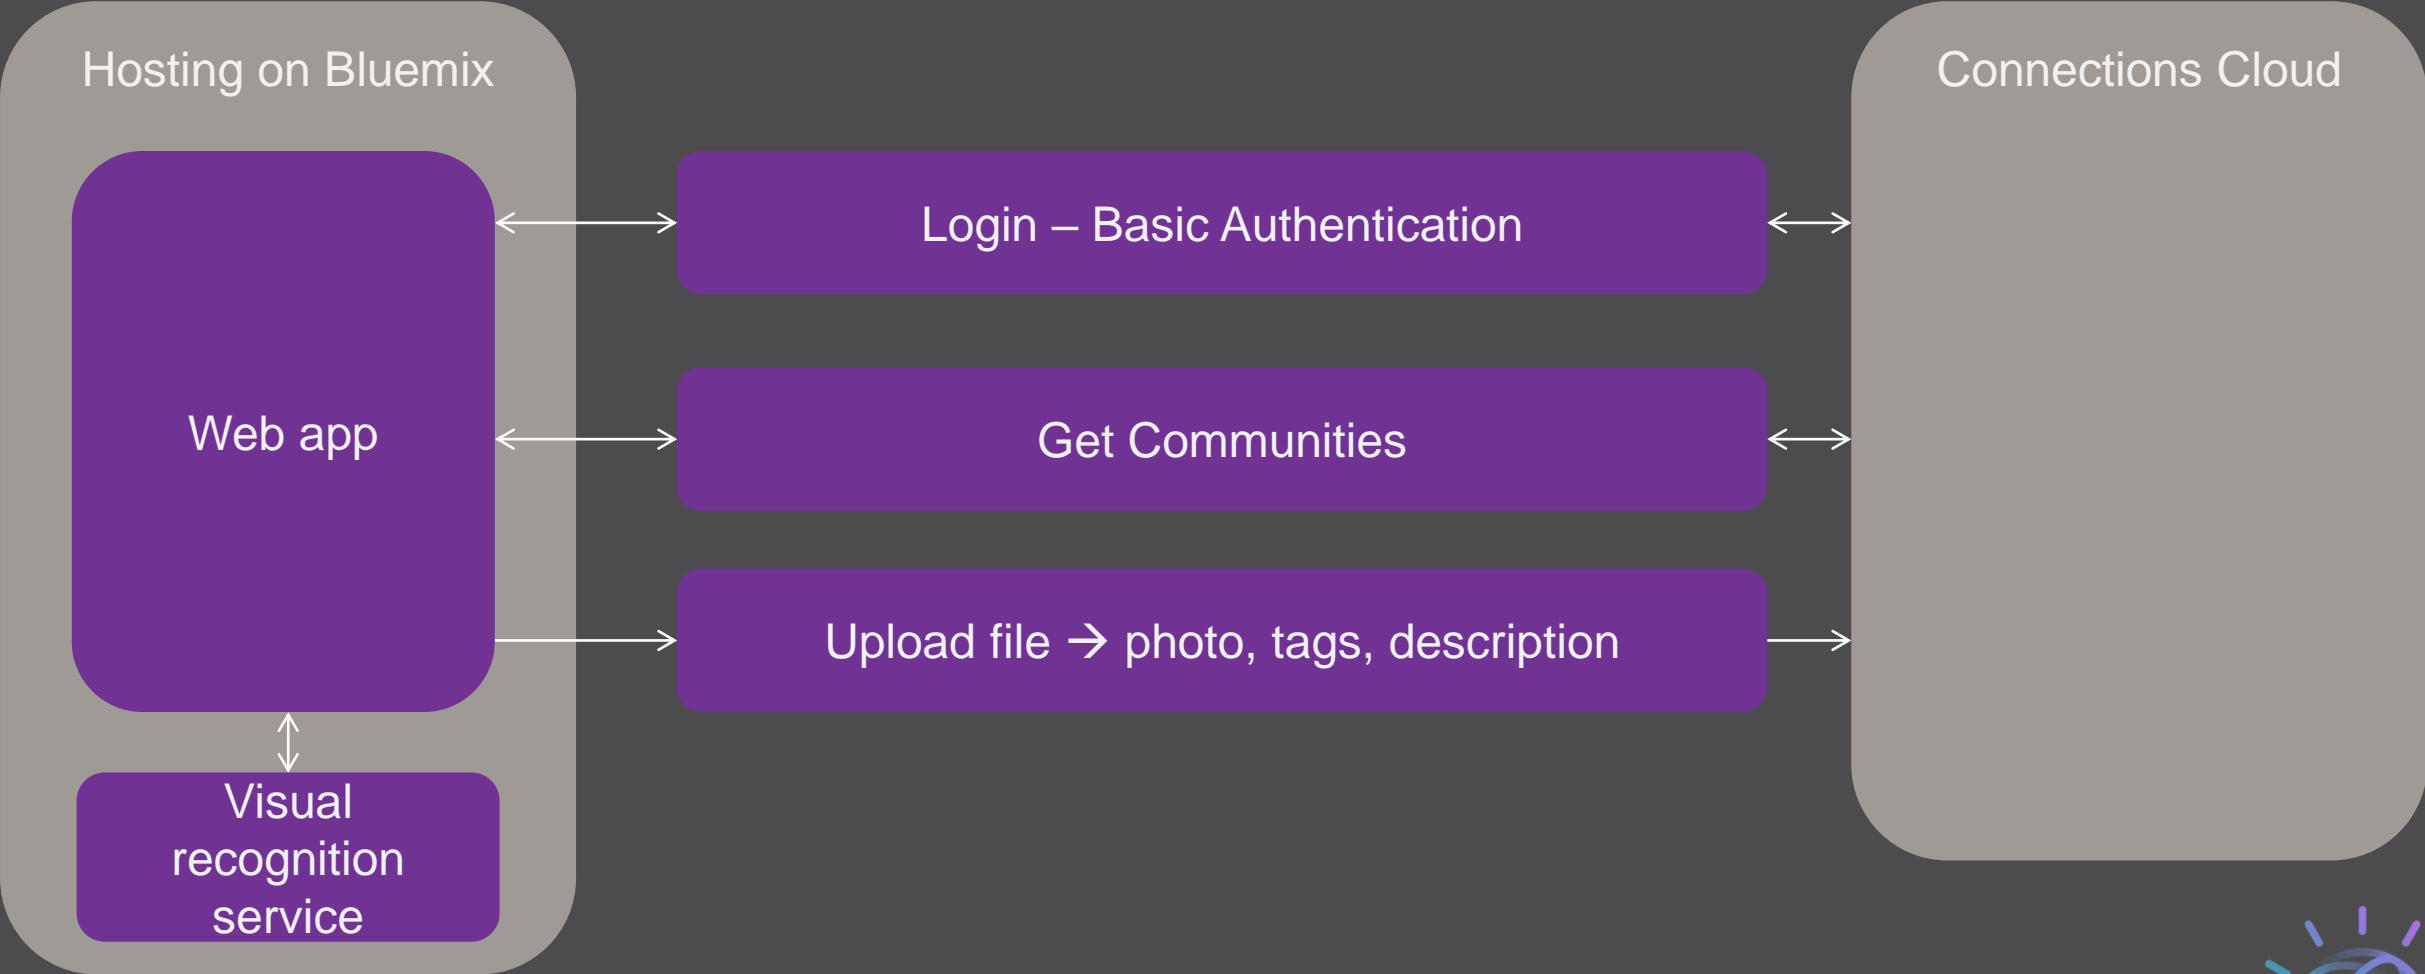 Hosting on Bluemix
Connections Cloud
Login – Basic Authentication
Web app
Get Communities
Upload file → photo, tags, description
Visual
recognition
service